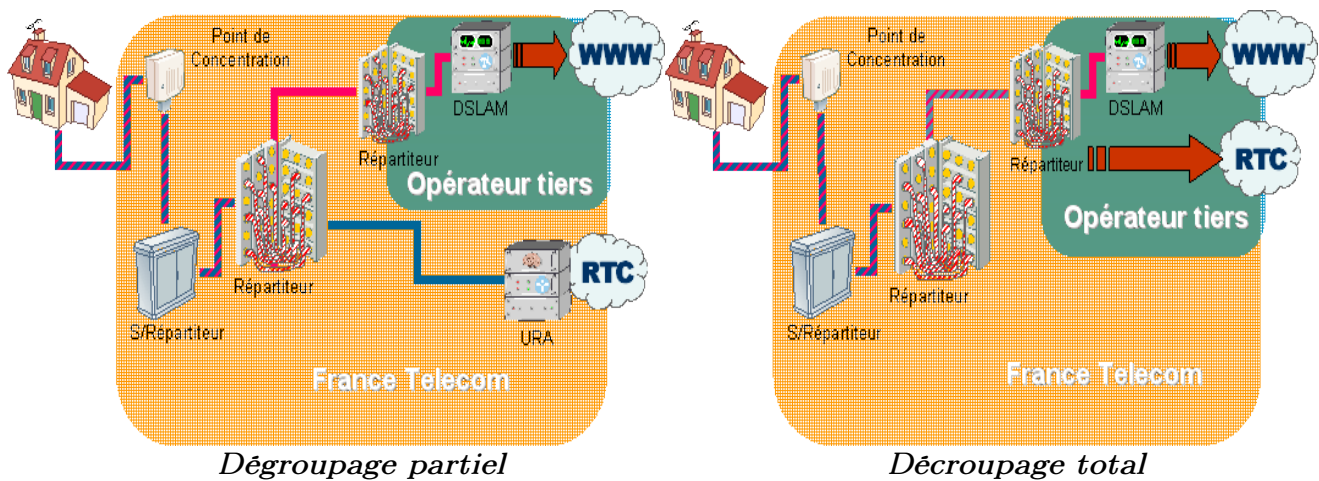 Point de
Concentration
DSLAM
WWW
Répartiteur
Opérateur tiers
Répartiteur
S/Répartiteur
RTC
URA
France Telecom
Dégroupage partiel
Point de
Concentration
DSLAM
WWW
Répartiteur
RTC
Opérateur tiers
Répartiteur
S/Répartiteur
France Telecom
Découpage total